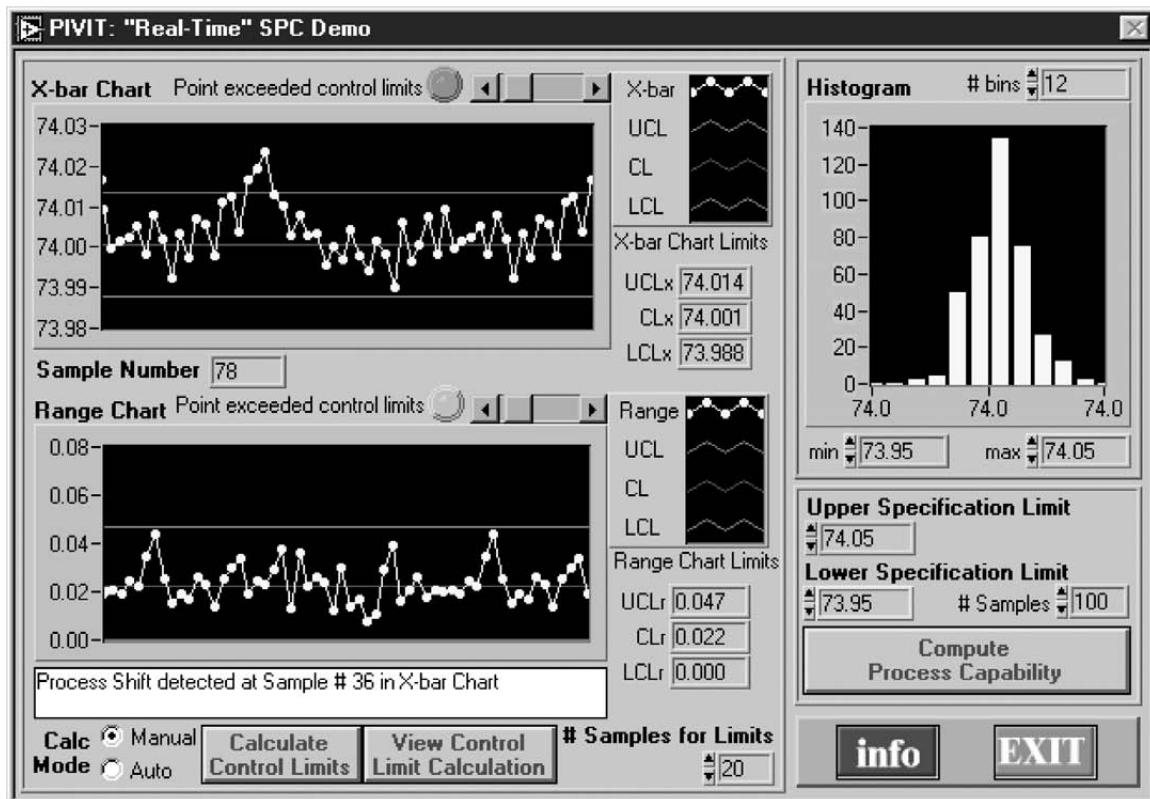 PIVIT: "Real-Time" SPC Demo
X-bar Chart
Point exceeded control limits
74.03
74.02
74.01
74.00
73.99
73.98
X-bar
UCL
CL
LCL
X-bar Chart Limits
UCLx 74.014
CLx 74.001
LCLx 73.988
Sample Number 78
Range Chart
Point exceeded control limits
0.08
0.06
0.04
0.02
0.00
Range
UCL
CL
LCL
Range Chart Limits
UCLr 0.047
CLr 0.022
LCLr 0.000
Process Shift detected at Sample # 36 in X-bar Chart
Calc Mode
Manual
Auto
Calculate
Control Limits
View Control
Limit Calculation
# Samples for Limits
20
Histogram
# bins 12
140
120
100
80
60
40
20
0
74.0 74.0 74.0
min 73.95 max 74.05
Upper Specification Limit
74.05
Lower Specification Limit
73.95 # Samples 100
Compute
Process Capability
info
EXIT